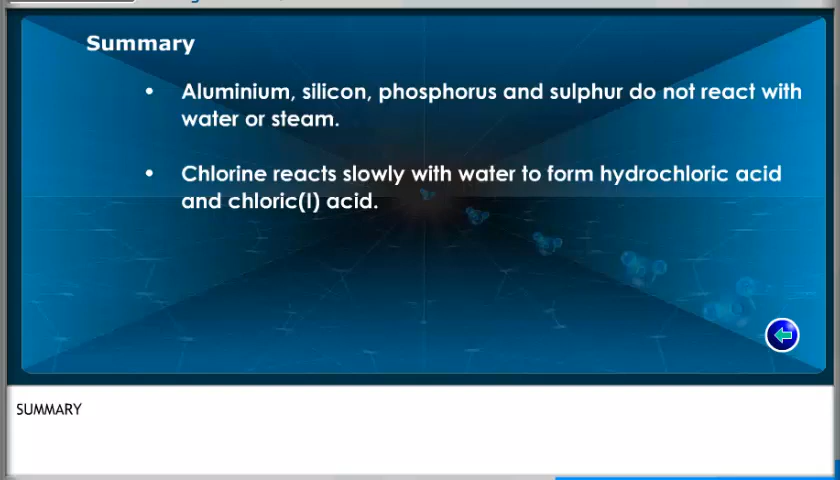 Summary
• Aluminium, silicon, phosphorus and sulphur do not react with
water or steam.
• Chlorine reacts slowly with water to form hydrochloric acid
and chloric(I) acid.
SUMMARY